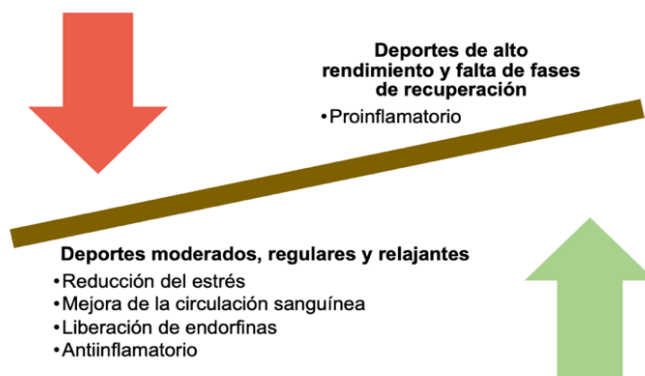 Deportes de alto
rendimiento y falta de fases
de recuperación
•Proinflamatorio
Deportes moderados, regulares y relajantes
•Reducción del estrés
•Mejora de la circulación sanguínea
•Liberación de endorfinas
•Antiinflamatorio